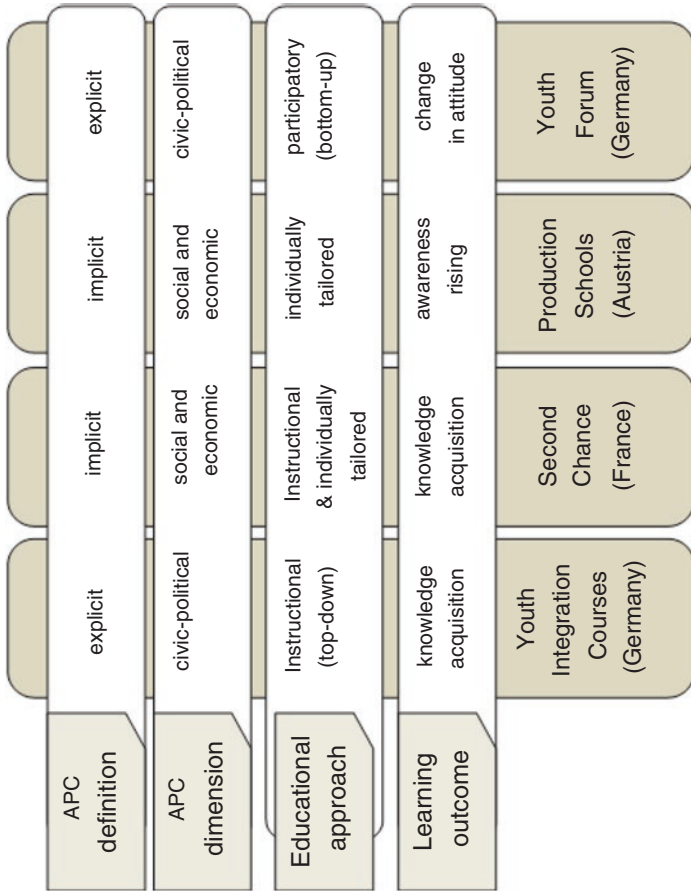 APC
definition
explicit
implicit
implicit
explicit
APC
dimension
civic-political
social and
economic
social and
economic
civic-political
Educational
approach
Instructional
(top-down)
Instructional
& individually
tailored
individually
tailored
participatory
(bottom-up)
Learning
outcome
knowledge
acquisition
knowledge
acquisition
awareness
rising
change
in attitude
Youth
Integration
Courses
(Germany)
Second
Chance
(France)
Production
Schools
(Austria)
Youth
Forum
(Germany)